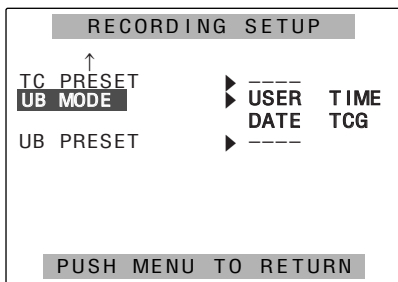 RECORDING SETUP
↑
TC PRESET ▶ ----
UB MODE ▶ USER TIME
DATE TCG
UB PRESET ▶ ----
PUSH MENU TO RETURN